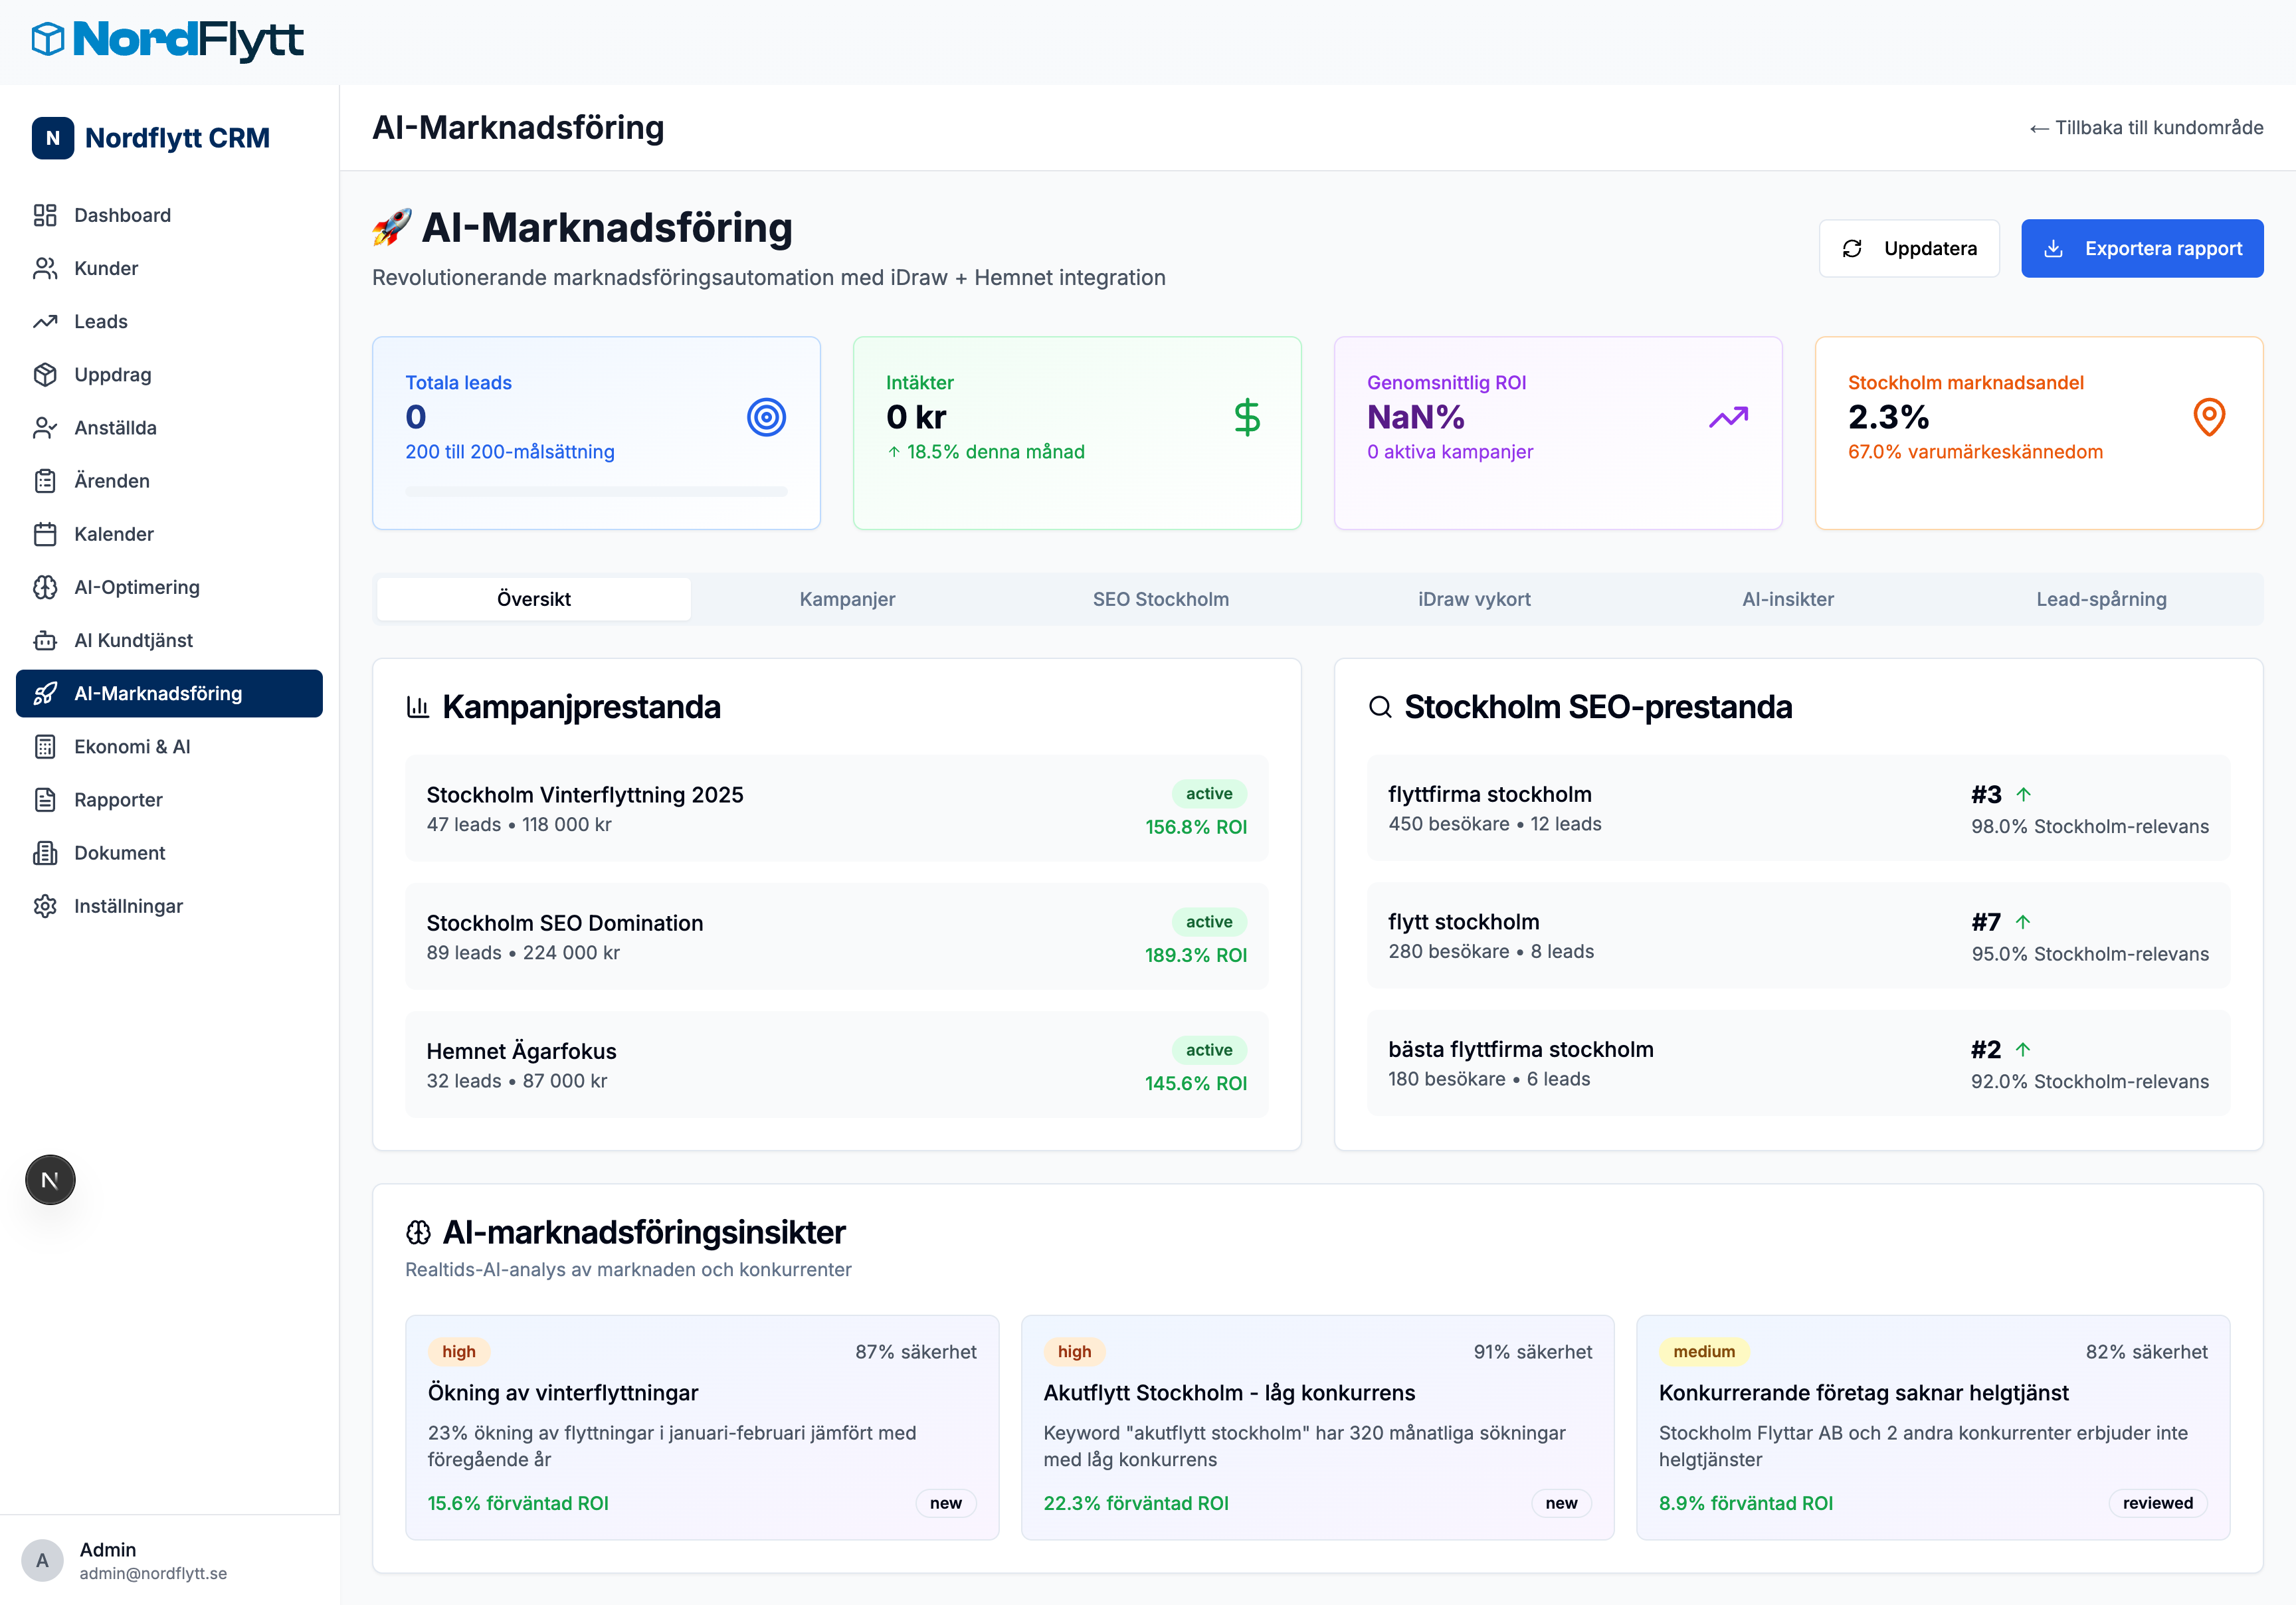 NordFlytt
N Nordflytt CRM
Dashboard
Kunder
Leads
Uppdrag
Anställda
Ärenden
Kalender
AI-Optimering
AI Kundtjänst
AI-Marknadsföring
Ekonomi & AI
Rapporter
Dokument
Inställningar
N
A
Admin
admin@nordflytt.se
AI-Marknadsföring
← Tillbaka till kundområde
🚀 AI-Marknadsföring
Revolutionerande marknadsföringsautomation med iDraw + Hemnet integration
Uppdatera
Exportera rapport
Totala leads
0
200 till 200-målsättning
Intäkter
0 kr
↑ 18.5% denna månad
Genomsnittlig ROI
NaN%
0 aktiva kampanjer
Stockholm marknadsandel
2.3%
67.0% varumärkeskännedom
Översikt
Kampanjer
SEO Stockholm
iDraw vykort
AI-insikter
Lead-spårning
Kampanjprestanda
Stockholm Vinterflyttning 2025
47 leads • 118 000 kr
active
156.8% ROI
Stockholm SEO Domination
89 leads • 224 000 kr
active
189.3% ROI
Hemnet Ägarfokus
32 leads • 87 000 kr
active
145.6% ROI
Stockholm SEO-prestanda
flyttfirma stockholm
450 besökare • 12 leads
#3 ↑
98.0% Stockholm-relevans
flytt stockholm
280 besökare • 8 leads
#7 ↑
95.0% Stockholm-relevans
bästa flyttfirma stockholm
180 besökare • 6 leads
#2 ↑
92.0% Stockholm-relevans
AI-marknadsföringsinsikter
Realtids-AI-analys av marknaden och konkurrenter
high
87% säkerhet
Ökning av vinterflyttningar
23% ökning av flyttningar i januari-februari jämfört med
föregående år
15.6% förväntad ROI
new
high
91% säkerhet
Akutflytt Stockholm - låg konkurrens
Keyword "akutflytt stockholm" har 320 månatliga sökningar
med låg konkurrens
22.3% förväntad ROI
new
medium
82% säkerhet
Konkurrerande företag saknar helgtjänst
Stockholm Flyttar AB och 2 andra konkurrenter erbjuder inte
helgtjänster
8.9% förväntad ROI
reviewed